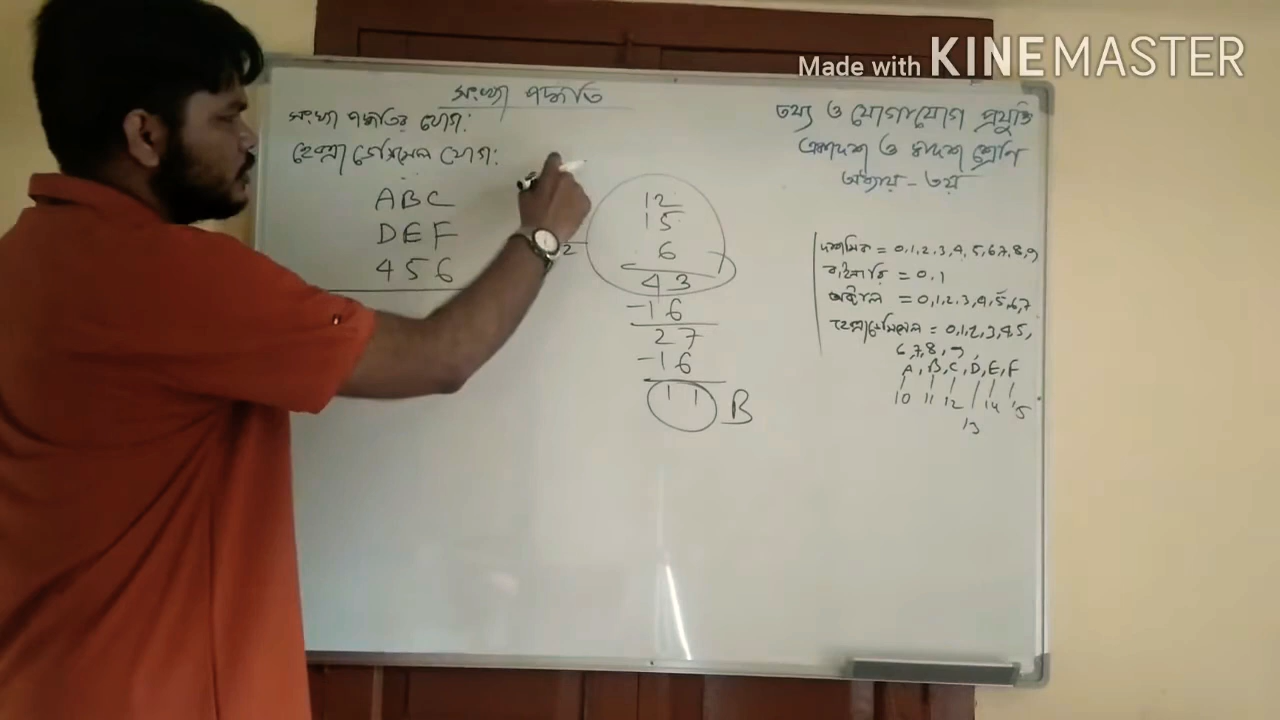 Made with KINEMASTER
সংখ্যা পদ্ধতি
সংখ্যা পদ্ধতির যোগ:
হেক্সা ডেসিমেল যোগ:
ABC
DEF
456
2
12
15
6
43
-16
27
-16
11 B
তথ্য ও যোগাযোগ প্রযুক্তি
একাদশ ও দ্বাদশ শ্রেণি
অধ্যায় - ৩য়
দশমিক = 0,1,2,3,4,5,6,7,8,9
বাইনারি = 0,1
অক্টাল = 0,1,2,3,4,5,6,7
হেক্সাডেসিমেল = 0,1,2,3,4,5,
6,7,8,9,
A,B,C,D,E,F
10 11 12 14 15
13